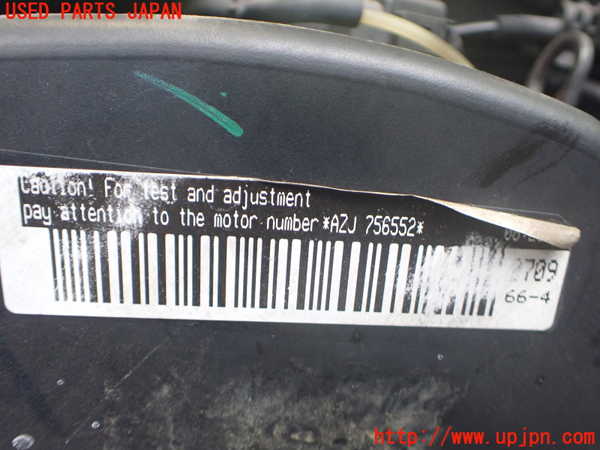 USED PARTS JAPAN
Caution! For test and adjustment
pay attention to the motor number *AZJ 756552*
709
66-4
http://www.upjpn.com/